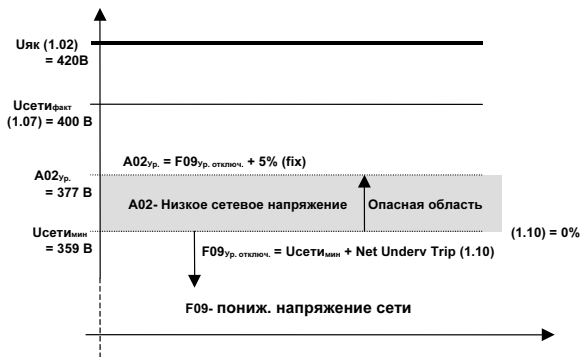 Uяк (1.02)
= 420В
Uсетифакт
(1.07) = 400 В
A02Ур. = F09Ур. отключ. + 5% (fix)
A02Ур.
= 377 В
A02- Низкое сетевое напряжение
Опасная область
Uсетимин
= 359 В
(1.10) = 0%
F09Ур. отключ. = Uсетимин + Net Underv Trip (1.10)
F09- пониж. напряжение сети